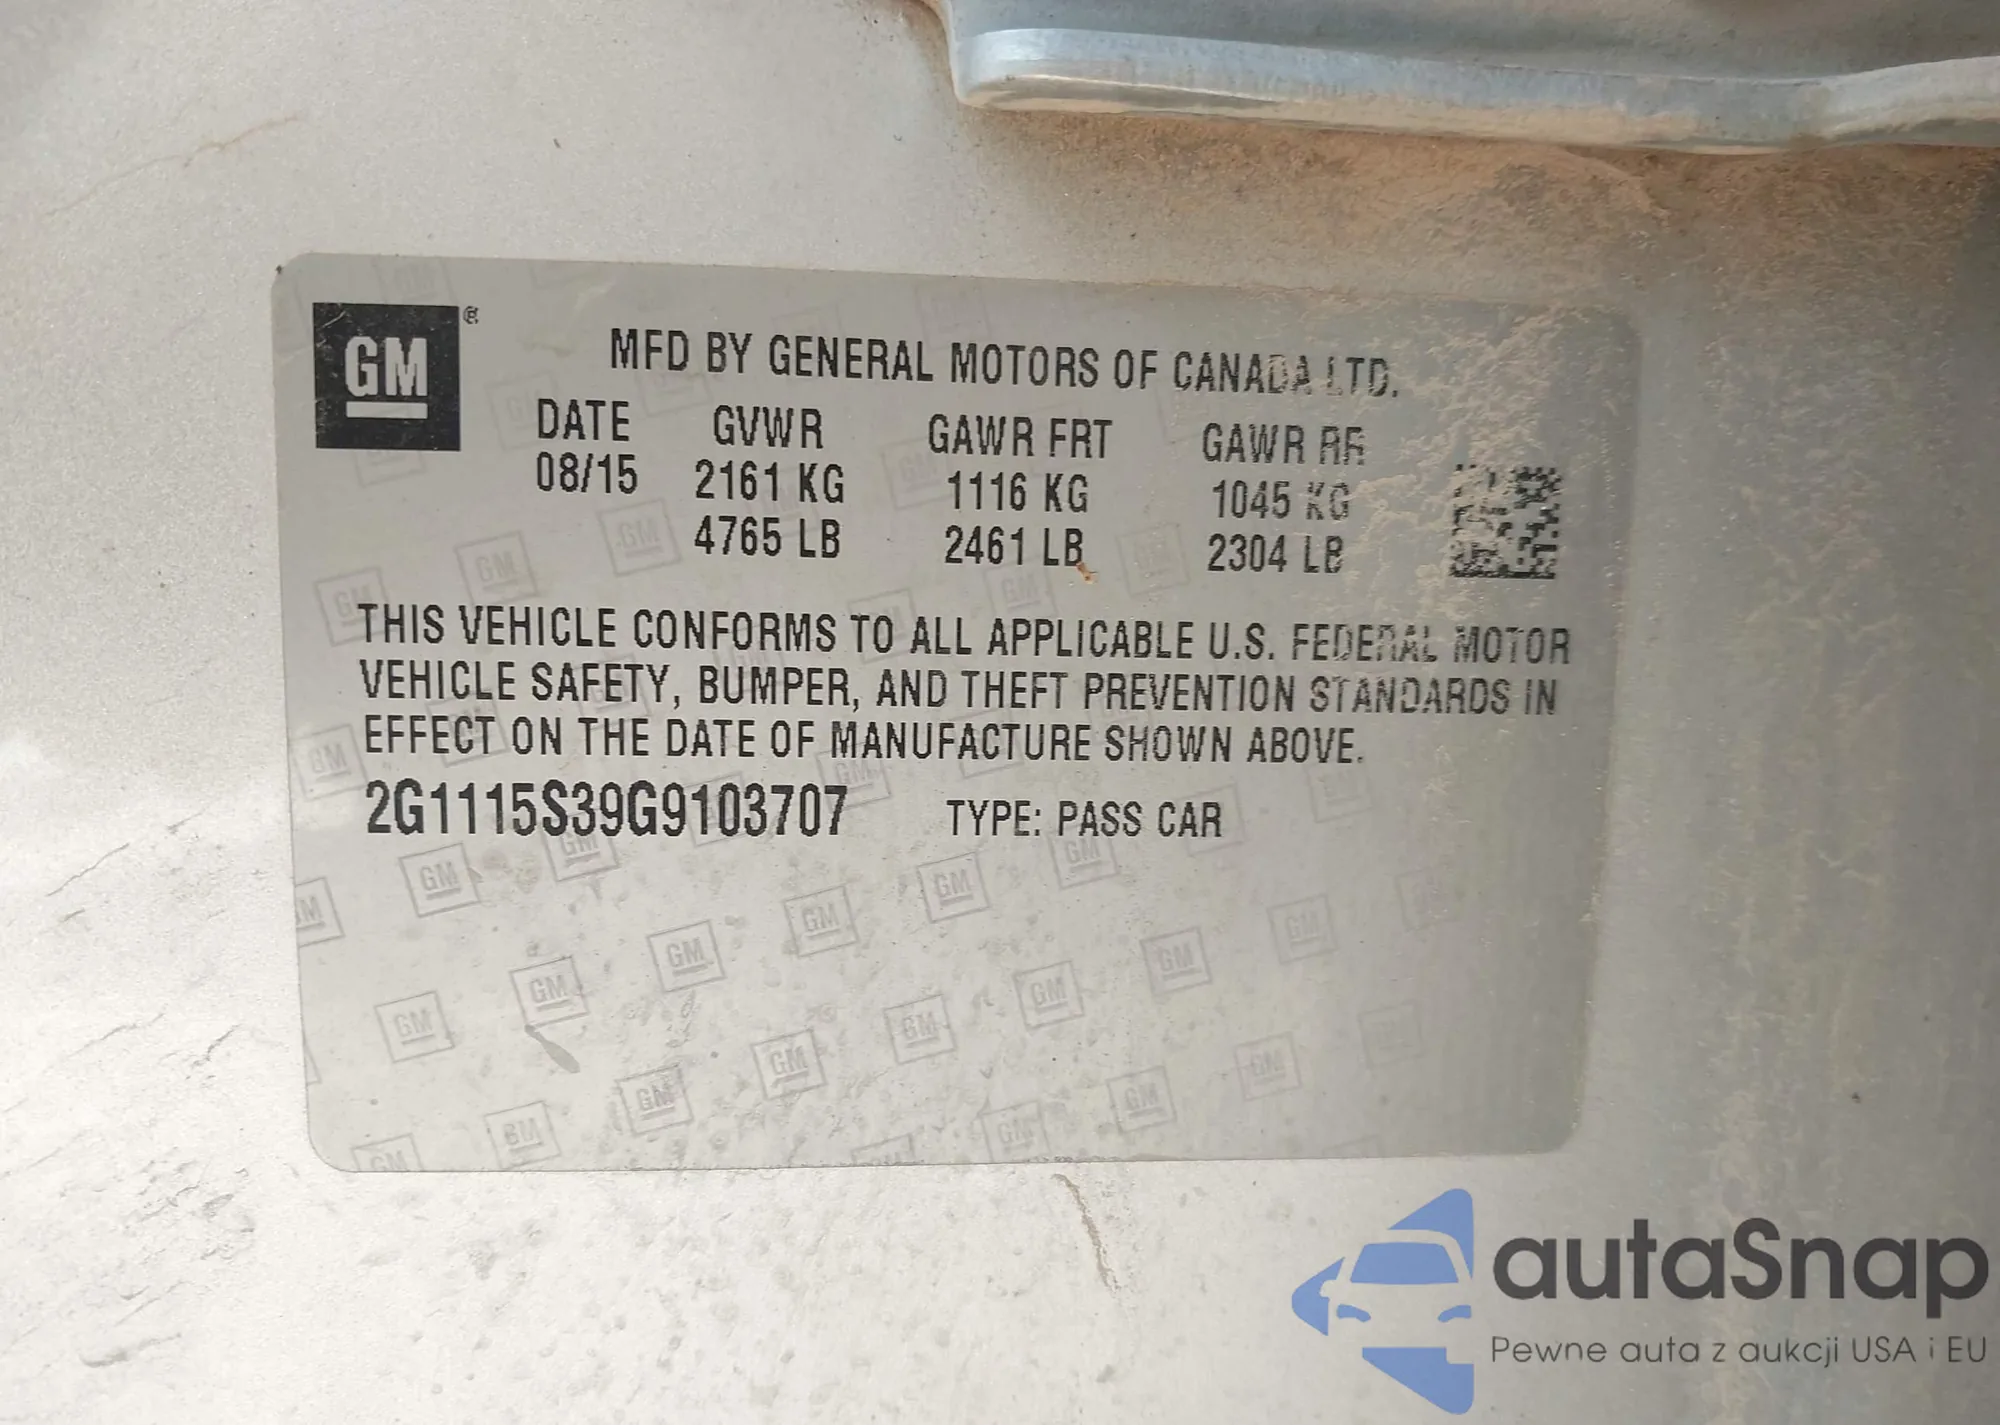 GM
MFD BY GENERAL MOTORS OF CANADA LTD.
DATE GVWR GAWR FRT GAWR RR
08/15 2161 KG 1116 KG 1045 KG
4765 LB 2461 LB 2304 LB
THIS VEHICLE CONFORMS TO ALL APPLICABLE U.S. FEDERAL MOTOR
VEHICLE SAFETY, BUMPER, AND THEFT PREVENTION STANDARDS IN
EFFECT ON THE DATE OF MANUFACTURE SHOWN ABOVE.
2G1115S39G9103707 TYPE: PASS CAR
autaSnap
Pewne auta z aukcji USA i EU